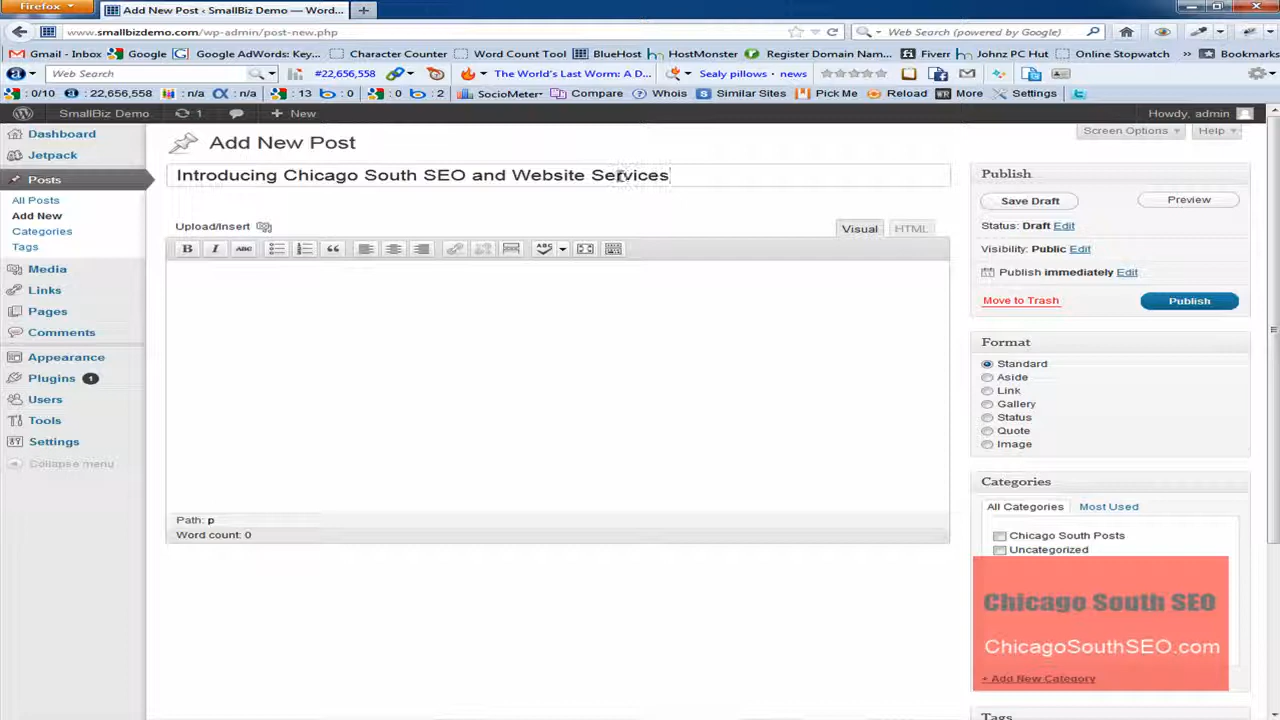 Firefox
Add New Post ‹ SmallBiz Demo — Word...
www.smallbizdemo.com/wp-admin/post-new.php
Web Search (powered by Google)
Gmail - Inbox Google Google AdWords: Key... Character Counter Word Count Tool BlueHost HostMonster Register Domain Nam... Fiverr Johnz PC Hut Online Stopwatch » Bookmarks
Web Search #22,656,558 The World's Last Worm: A D... Sealy pillows · news
: 0/10 : 22,656,558 : n/a : n/a : 13 : 0 : 0 : 2 SocioMeter Compare Whois Similar Sites Pick Me Reload More Settings
SmallBiz Demo 1 New Howdy, admin
Dashboard
Jetpack
Posts
All Posts
Add New
Categories
Tags
Media
Links
Pages
Comments
Appearance
Plugins 1
Users
Tools
Settings
Collapse menu
Screen Options Help
Add New Post
Introducing Chicago South SEO and Website Services
Upload/Insert
Visual HTML
B I ABC ABC
Path: p
Word count: 0
Publish
Save Draft Preview
Status: Draft Edit
Visibility: Public Edit
Publish immediately Edit
Move to Trash Publish
Format
Standard
Aside
Link
Gallery
Status
Quote
Image
Categories
All Categories Most Used
Chicago South Posts
Uncategorized
Chicago South SEO
ChicagoSouthSEO.com
+ Add New Category
Tags